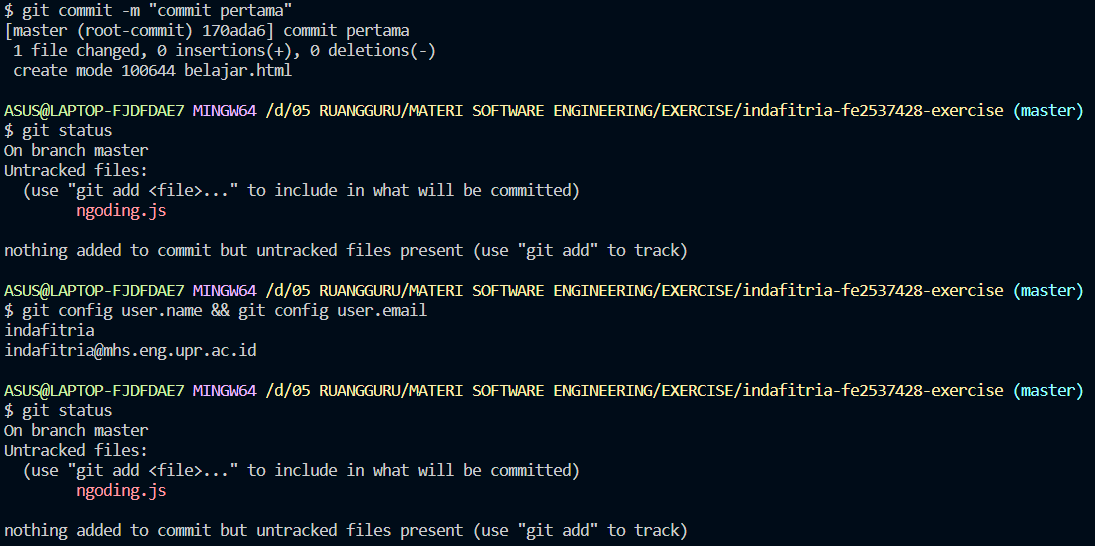 $ git commit -m "commit pertama"
[master (root-commit) 170ada6] commit pertama
 1 file changed, 0 insertions(+), 0 deletions(-)
 create mode 100644 belajar.html

ASUS@LAPTOP-FJDFDAE7 MINGW64 /d/05 RUANGGURU/MATERI SOFTWARE ENGINEERING/EXERCISE/indafitria-fe2537428-exercise (master)
$ git status
On branch master
Untracked files:
  (use "git add <file>..." to include in what will be committed)
        ngoding.js

nothing added to commit but untracked files present (use "git add" to track)

ASUS@LAPTOP-FJDFDAE7 MINGW64 /d/05 RUANGGURU/MATERI SOFTWARE ENGINEERING/EXERCISE/indafitria-fe2537428-exercise (master)
$ git config user.name && git config user.email
indafitria
indafitria@mhs.eng.upr.ac.id

ASUS@LAPTOP-FJDFDAE7 MINGW64 /d/05 RUANGGURU/MATERI SOFTWARE ENGINEERING/EXERCISE/indafitria-fe2537428-exercise (master)
$ git status
On branch master
Untracked files:
  (use "git add <file>..." to include in what will be committed)
        ngoding.js

nothing added to commit but untracked files present (use "git add" to track)